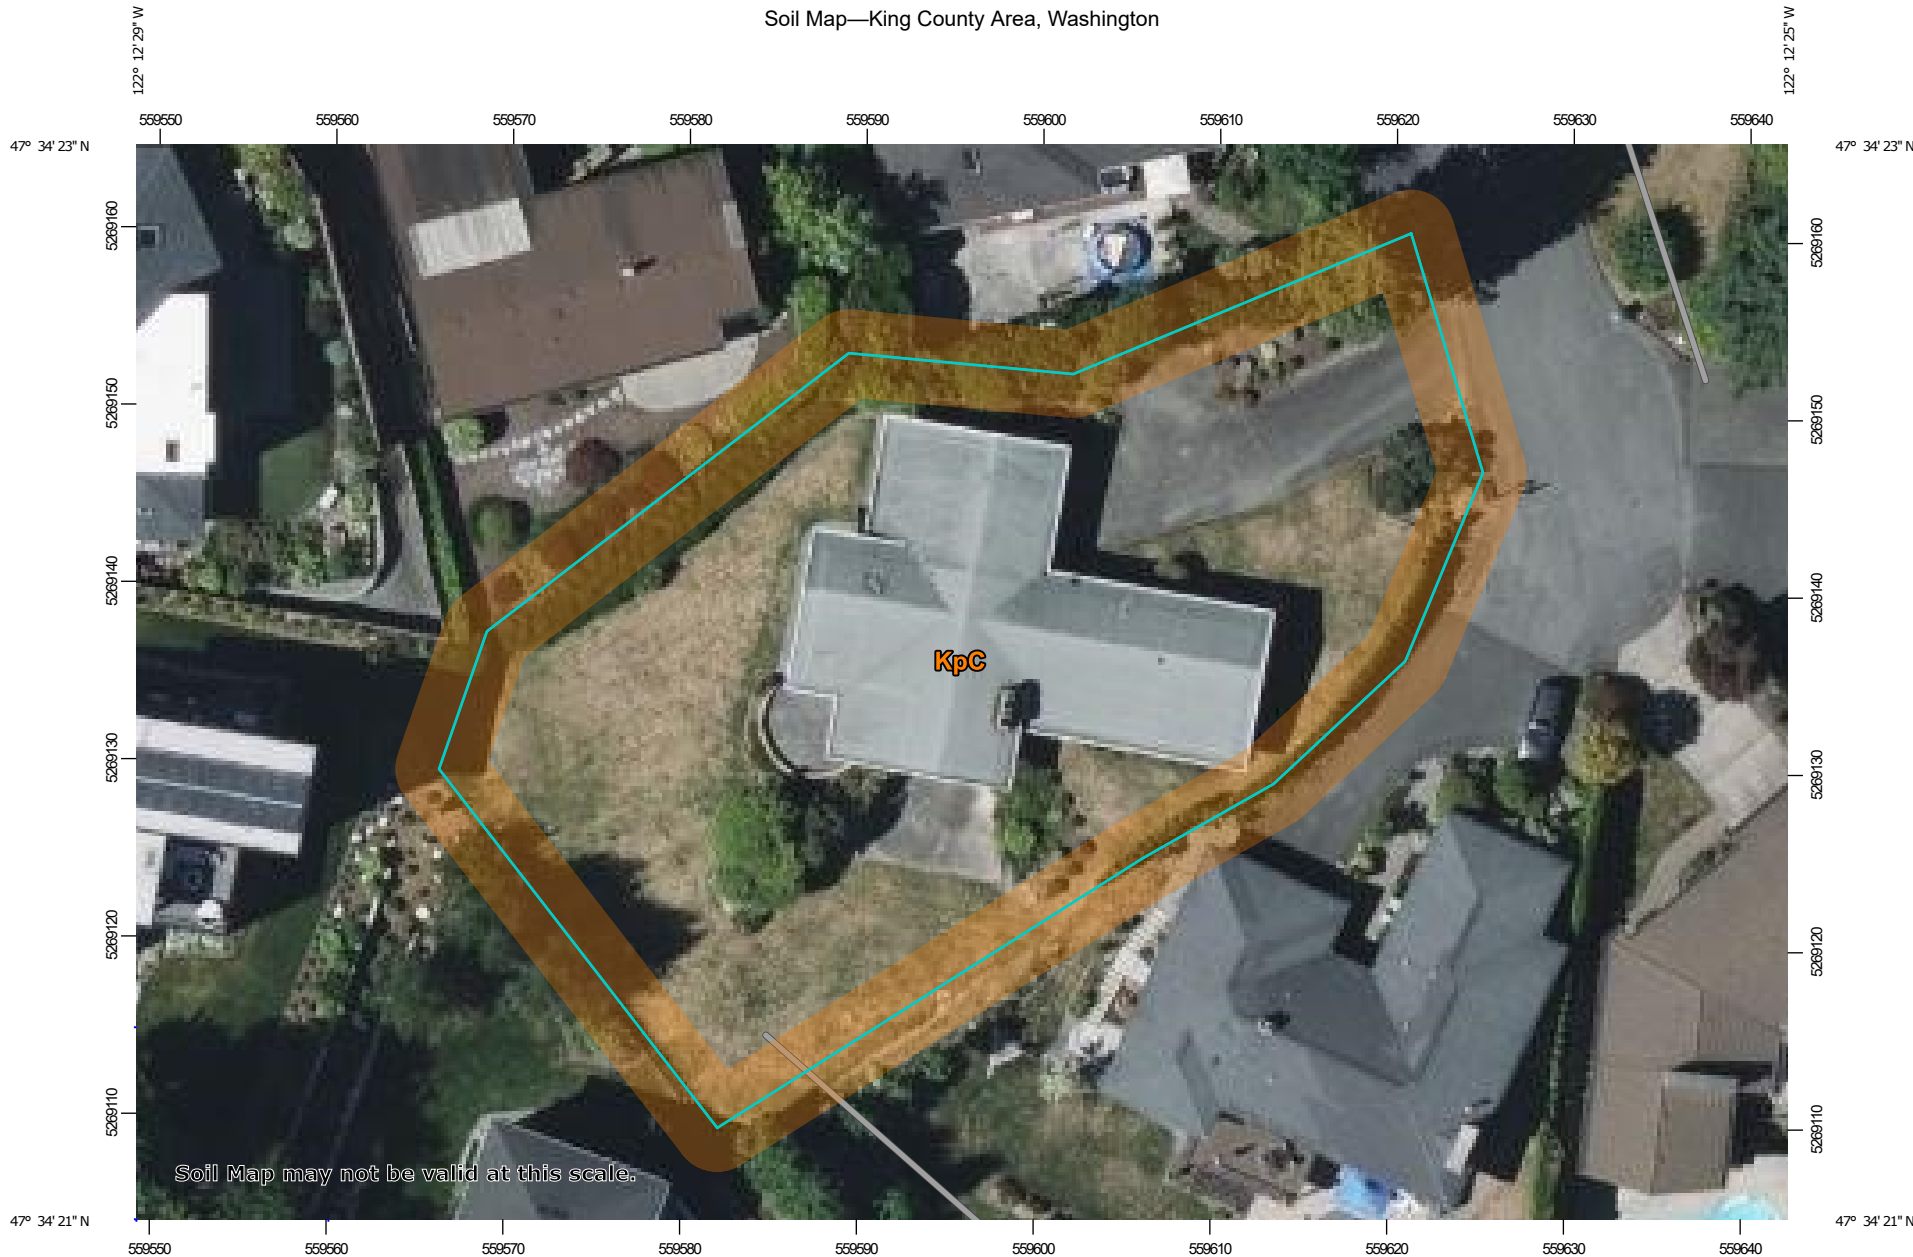 Soil Map—King County Area, Washington
122° 12' 29" W
122° 12' 25" W
559550 559560 559570 559580 559590 559600 559610 559620 559630 559640
47° 34' 23" N
47° 34' 23" N
5269160
5269160
5269150
5269150
5269140
5269140
KpC
5269130
5269130
5269120
5269120
5269110
5269110
Soil Map may not be valid at this scale.
47° 34' 21" N
47° 34' 21" N
559550 559560 559570 559580 559590 559600 559610 559620 559630 559640